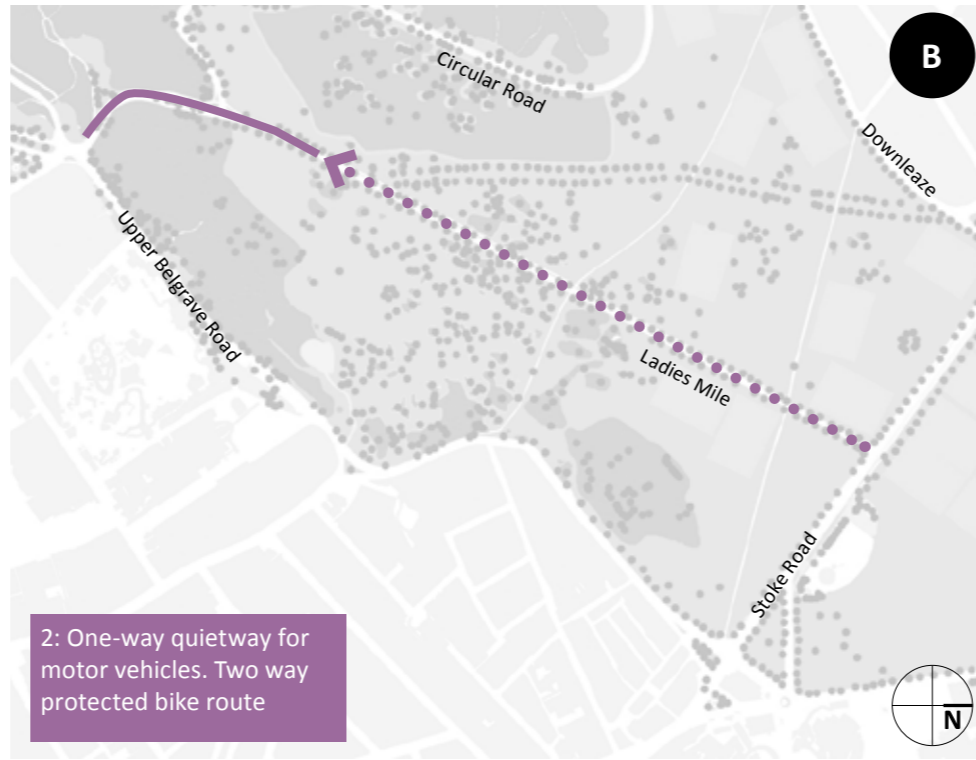 B
Circular Road
Downleaze
Upper Belgrave Road
Ladies Mile
Stoke Road
2: One-way quietway for
motor vehicles. Two way
protected bike route
N